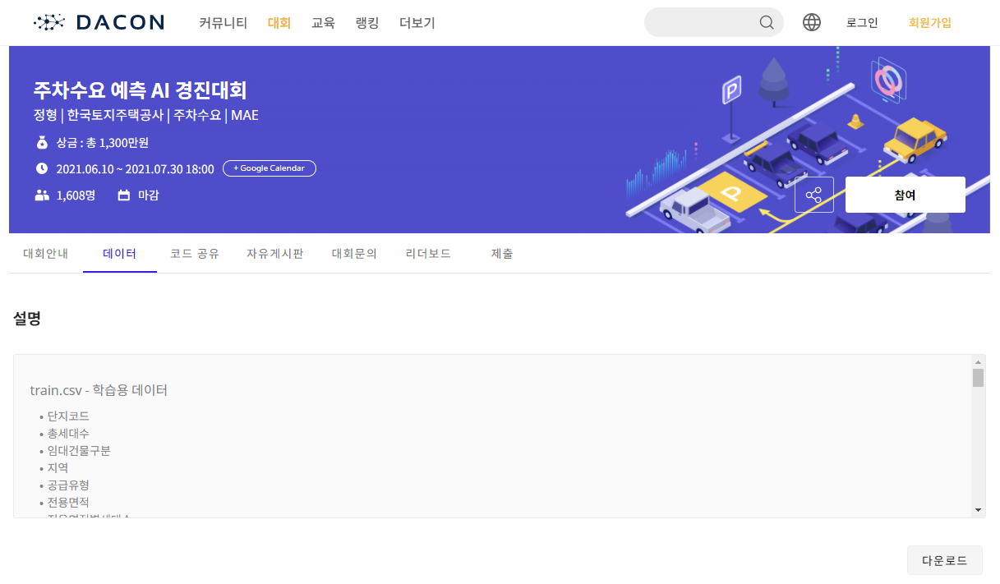 DACON 커뮤니티 대회 교육 랭킹 더보기 로그인 회원가입
주차수요 예측 AI 경진대회
정형 | 한국토지주택공사 | 주차수요 | MAE
상금 : 총 1,300만원
2021.06.10 ~ 2021.07.30 18:00 + Google Calendar
1,608명 마감
P
참여
대회안내 데이터 코드 공유 자유게시판 대회문의 리더보드 제출
설명
train.csv - 학습용 데이터
• 단지코드
• 총세대수
• 임대건물구분
• 지역
• 공급유형
• 전용면적
다운로드